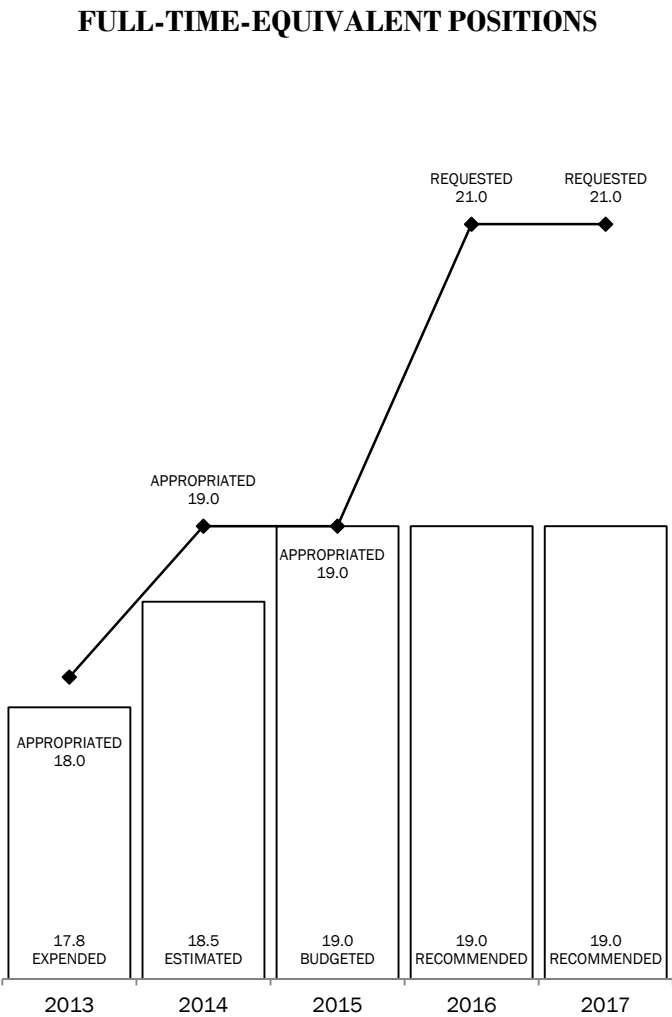 FULL-TIME-EQUIVALENT POSITIONS
REQUESTED
21.0
REQUESTED
21.0
APPROPRIATED
19.0
APPROPRIATED
19.0
APPROPRIATED
18.0
17.8
EXPENDED
18.5
ESTIMATED
19.0
BUDGETED
19.0
RECOMMENDED
19.0
RECOMMENDED
2013
2014
2015
2016
2017